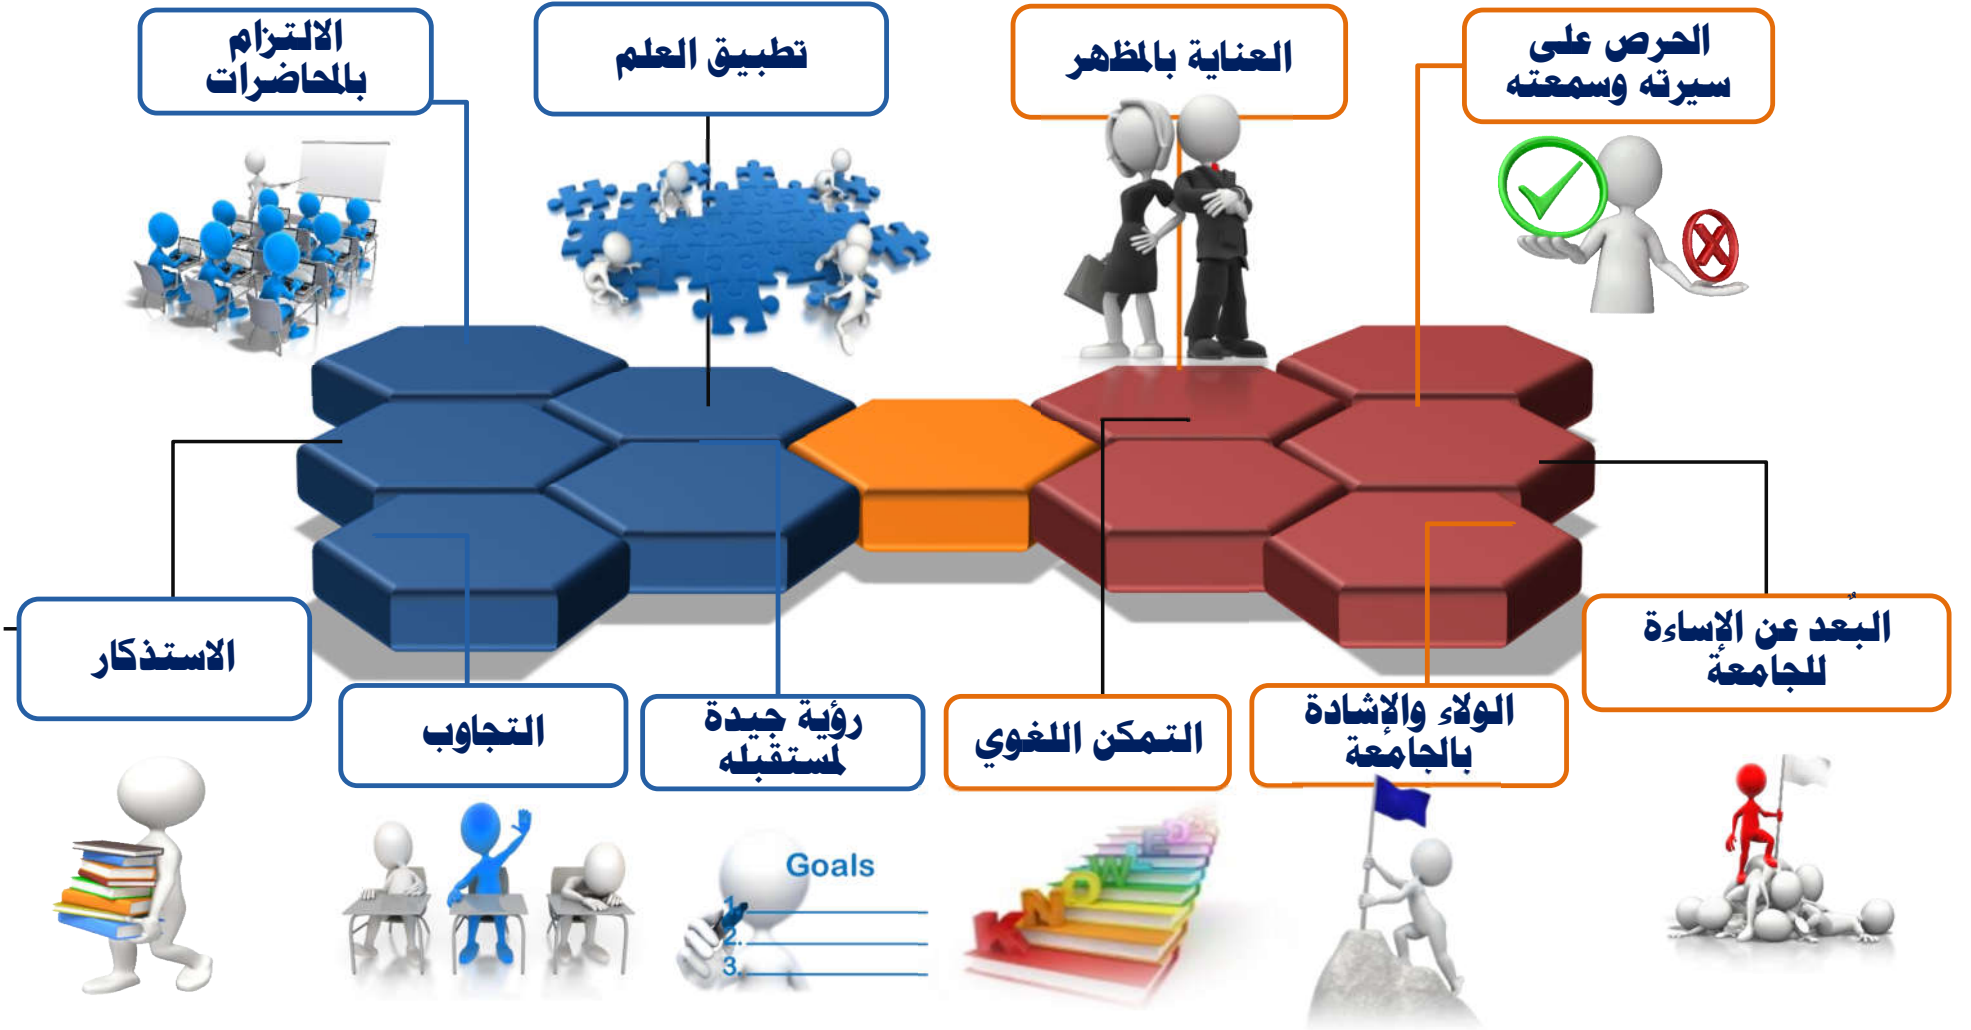 الحرص على
سيرته وسمعته
العناية بالمظهر
تطبيق العلم
الالتزام
بالمحاضرات
البُعد عن الإساءة
للجامعة
الولاء والإشادة
بالجامعة
التمكن اللغوي
رؤية جيدة
لمستقبله
التجاوب
الاستذكار
Goals
1.
2.
3.
KNOWLEDGE